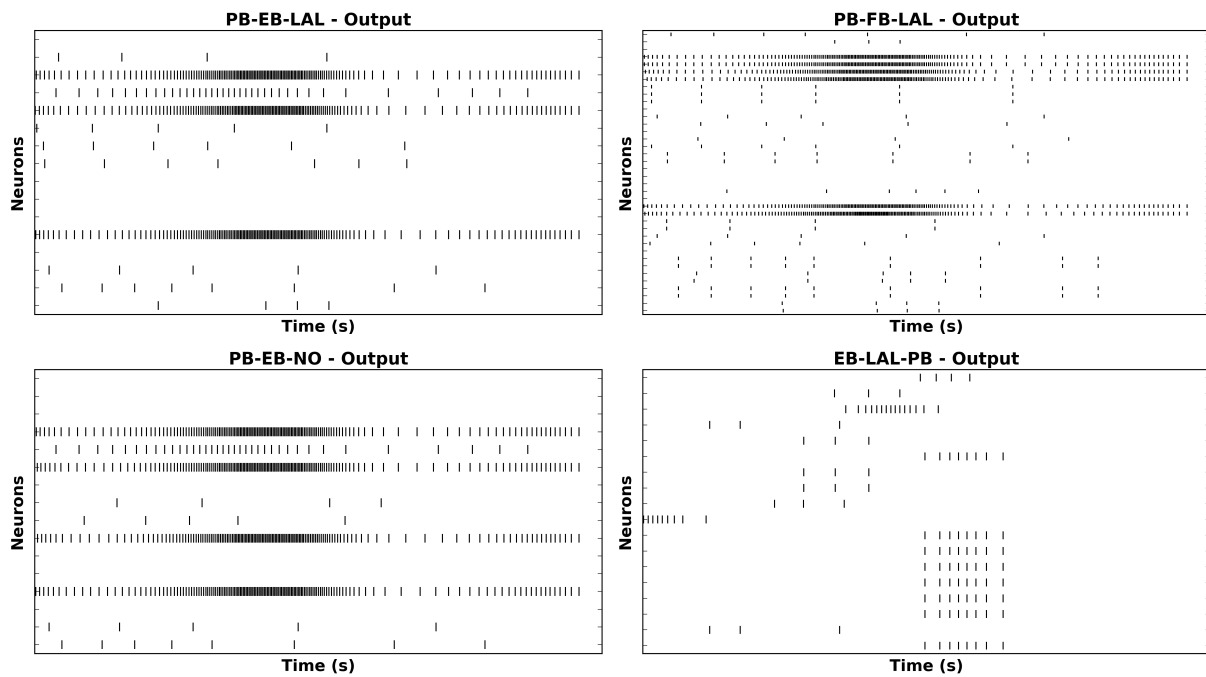 PB-EB-LAL - Output
PB-FB-LAL - Output
Neurons
Neurons
Time (s)
Time (s)
PB-EB-NO - Output
EB-LAL-PB - Output
Neurons
Neurons
Time (s)
Time (s)